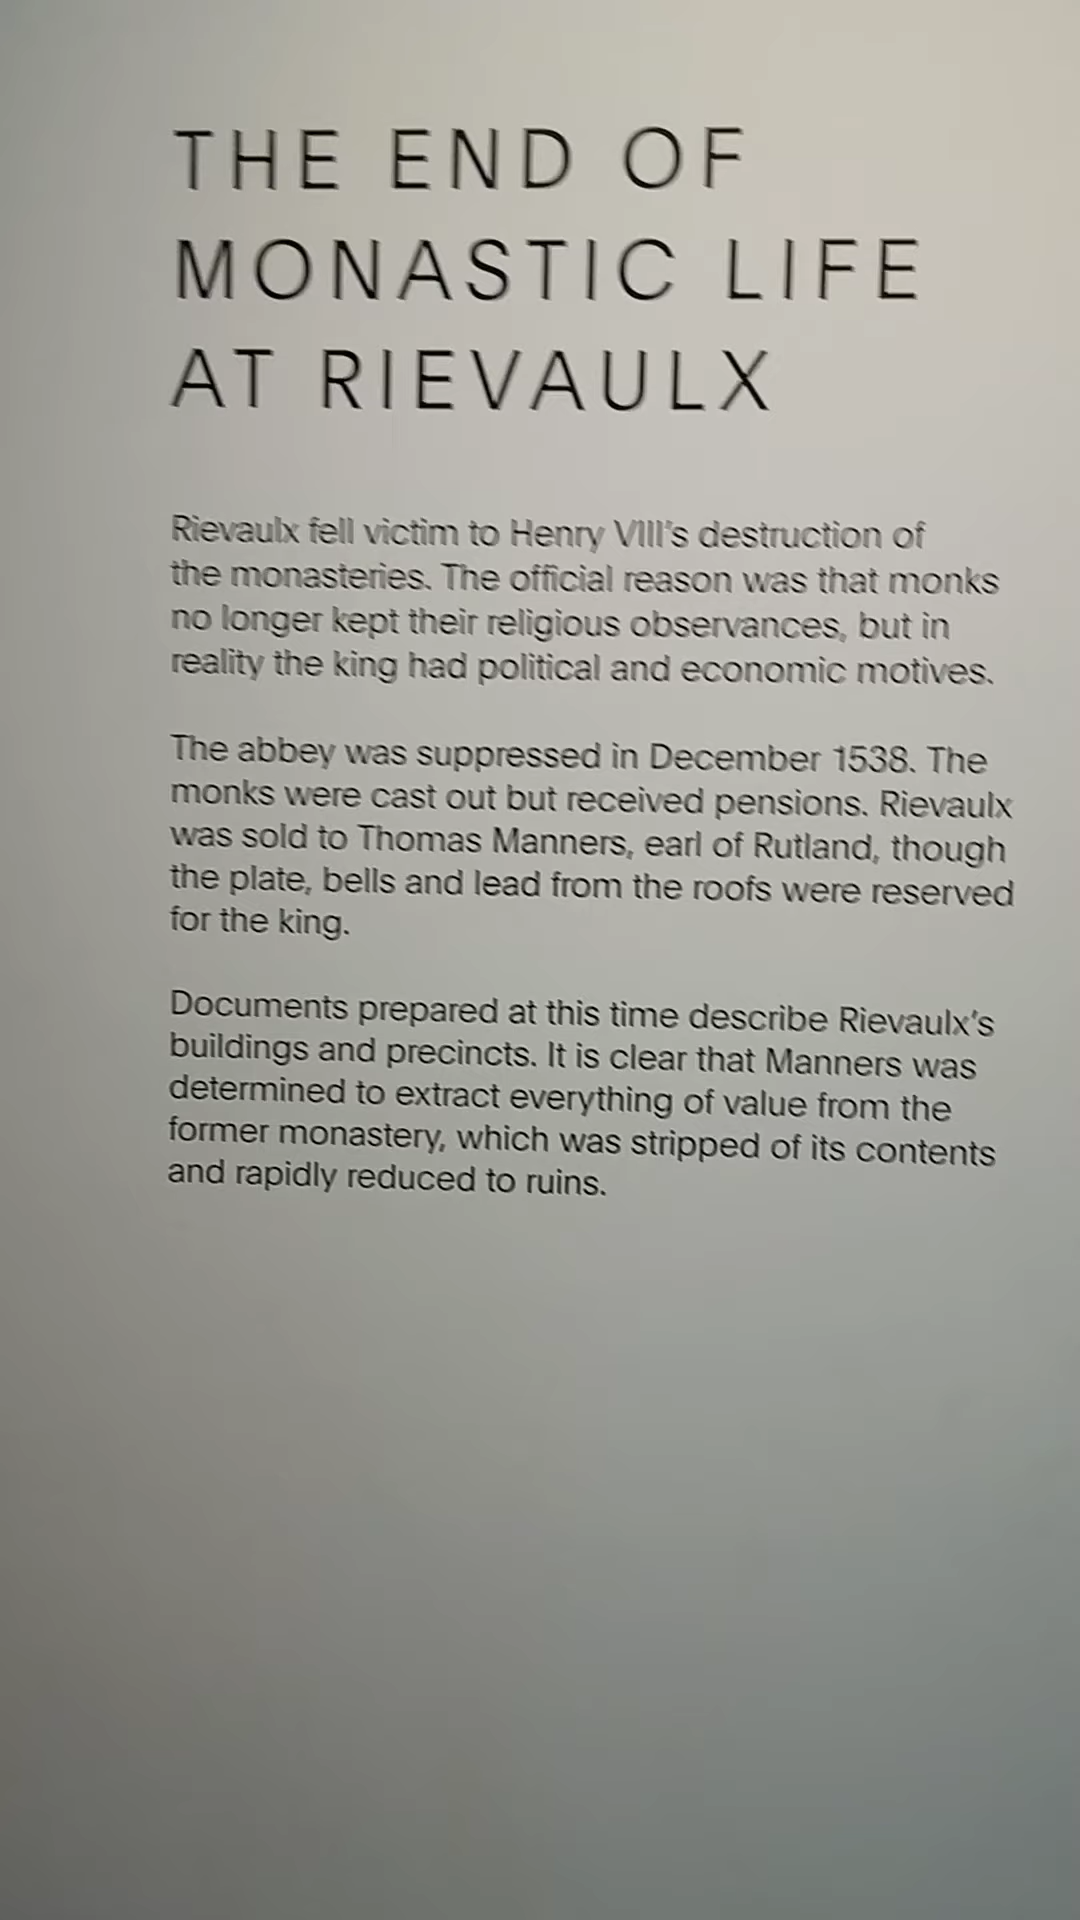 THE END OF
MONASTIC LIFE
AT RIEVAULX
Rievaulx fell victim to Henry VIII's destruction of
the monasteries. The official reason was that monks
no longer kept their religious observances, but in
reality the king had political and economic motives.
The abbey was suppressed in December 1538. The
monks were cast out but received pensions. Rievaulx
was sold to Thomas Manners, earl of Rutland, though
the plate, bells and lead from the roofs were reserved
for the king.
Documents prepared at this time describe Rievaulx's
buildings and precincts. It is clear that Manners was
determined to extract everything of value from the
former monastery, which was stripped of its contents
and rapidly reduced to ruins.